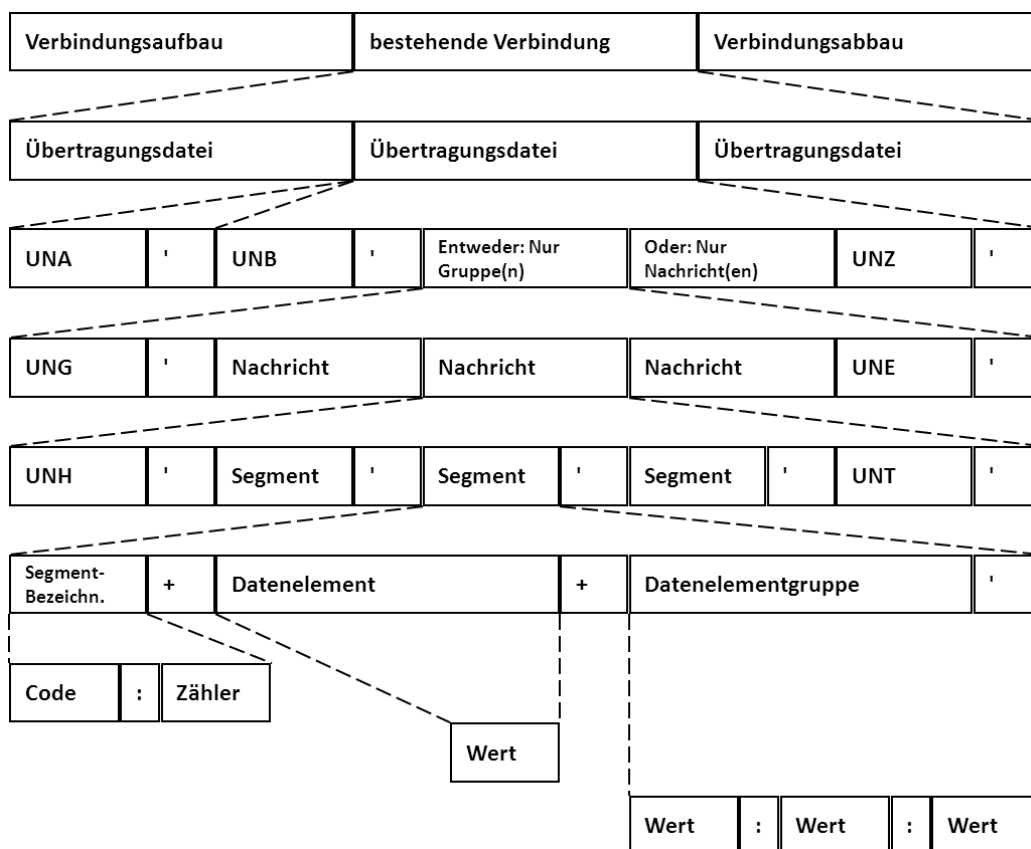 Verbindungsaufbau bestehende Verbindung Verbindungsabbau
Übertragungsdatei Übertragungsdatei Übertragungsdatei
UNA ' UNB ' Entweder: Nur Gruppe(n) Oder: Nur Nachricht(en) UNZ '
UNG ' Nachricht Nachricht Nachricht UNE '
UNH ' Segment ' Segment ' Segment ' UNT '
Segment-
Bezeichn. + Datenelement + Datenelementgruppe '
Code : Zähler
Wert
Wert : Wert : Wert